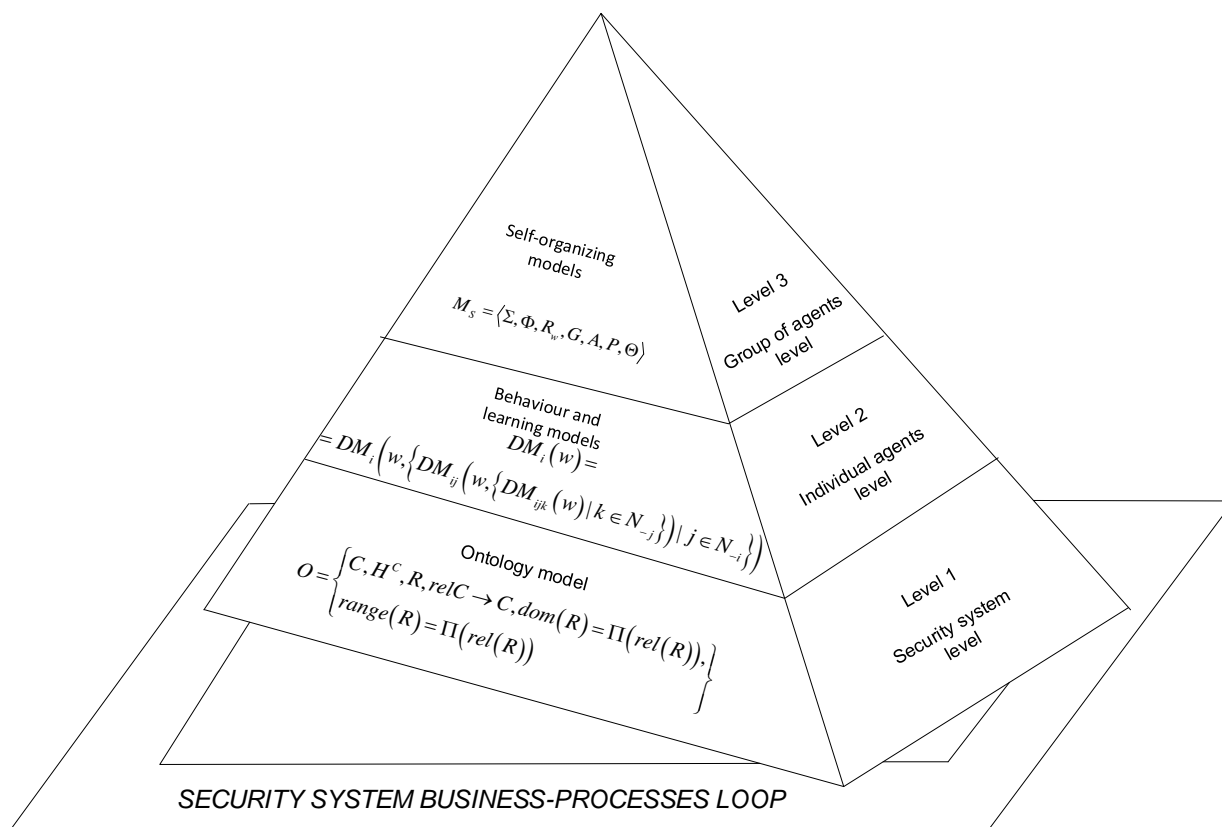 Self-organizing
models
M_S = ⟨Σ, Φ, R_w, G, A, P, Θ⟩
Level 3
Group of agents
level
Behaviour and
learning models
DM_i(w) =
= DM_i(w, {DM_ij(w, {DM_ijk(w) | k ∈ N_−j}) | j ∈ N_−i})
Level 2
Individual agents
level
Ontology model
O = {C, H^C, R, relC → C, dom(R) = Π(rel(R)),
range(R) = Π(rel(R))}
Level 1
Security system
level
SECURITY SYSTEM BUSINESS-PROCESSES LOOP